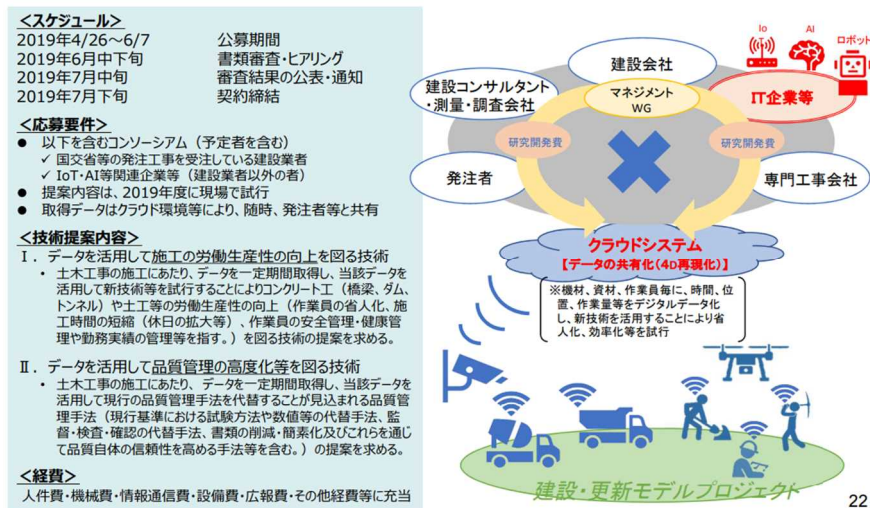 <スケジュール>
2019年4/26～6/7 公募期間
2019年6月中下旬 書類審査・ヒアリング
2019年7月中旬 審査結果の公表・通知
2019年7月下旬 契約締結
<応募要件>
● 以下を含むコンソーシアム（予定者を含む）
✓ 国交省等の発注工事を受注している建設業者
✓ IoT・AI等関連企業等（建設業者以外の者）
● 提案内容は、2019年度に現場で試行
● 取得データはクラウド環境等により、随時、発注者等と共有
<技術提案内容>
Ⅰ．データを活用して施工の労働生産性の向上を図る技術
・ 土木工事の施工にあたり、データを一定期間取得し、当該データを
活用して新技術等を試行することによりコンクリート工（橋梁、ダム、
トンネル）や土工等の労働生産性の向上（作業員の省人化、施
工時間の短縮（休日の拡大等）、作業員の安全管理・健康管
理や勤務実績の管理等を指す。）を図る技術の提案を求める。
Ⅱ．データを活用して品質管理の高度化等を図る技術
・ 土木工事の施工にあたり、データを一定期間取得し、当該データを
活用して現行の品質管理手法を代替することが見込まれる品質管
理手法（現行基準における試験方法や数値等の代替手法、監
督・検査・確認の代替手法、書類の削減・簡素化及びこれらを通じ
て品質自体の信頼性を高める手法等を含む。）の提案を求める。
<経費>
人件費・機械費・情報通信費・設備費・広報費・その他経費等に充当
Io
AI
ロボット
建設会社
建設コンサルタント
・測量・調査会社
マネジメント
WG
IT企業等
研究開発費
研究開発費
発注者
専門工事会社
クラウドシステム
【データの共有化（4D再現化）】
※機材、資材、作業員毎に、時間、位
置、作業量等をデジタルデータ化
し、新技術を活用することにより省
人化、効率化等を試行
建設・更新モデルプロジェクト
22